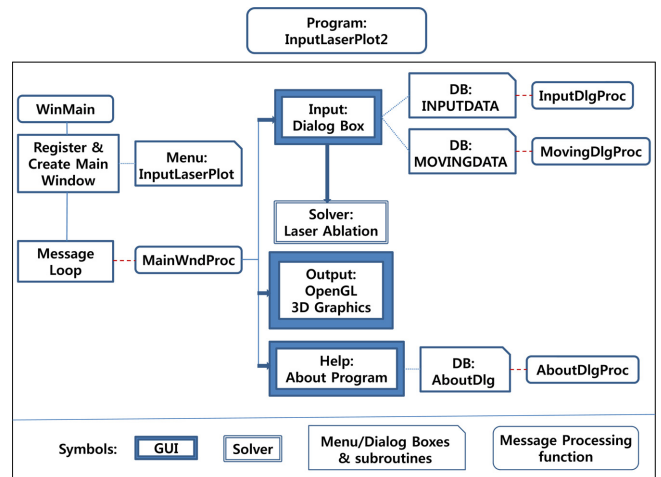 Program:
InputLaserPlot2
WinMain
Register &
Create Main
Window
Menu:
InputLaserPlot
Message
Loop
MainWndProc
Input:
Dialog Box
DB:
INPUTDATA
InputDlgProc
DB:
MOVINGDATA
MovingDlgProc
Solver:
Laser Ablation
Output:
OpenGL
3D Graphics
Help:
About Program
DB:
AboutDlg
AboutDlgProc
Symbols:
GUI
Solver
Menu/Dialog Boxes
& subroutines
Message Processing
function